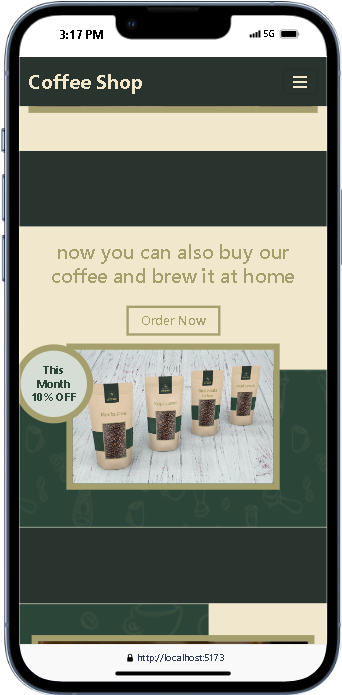 3:17 PM
5G
Coffee Shop
now you can also buy our
coffee and brew it at home
Order Now
This
Month
10% OFF
http://localhost:5173